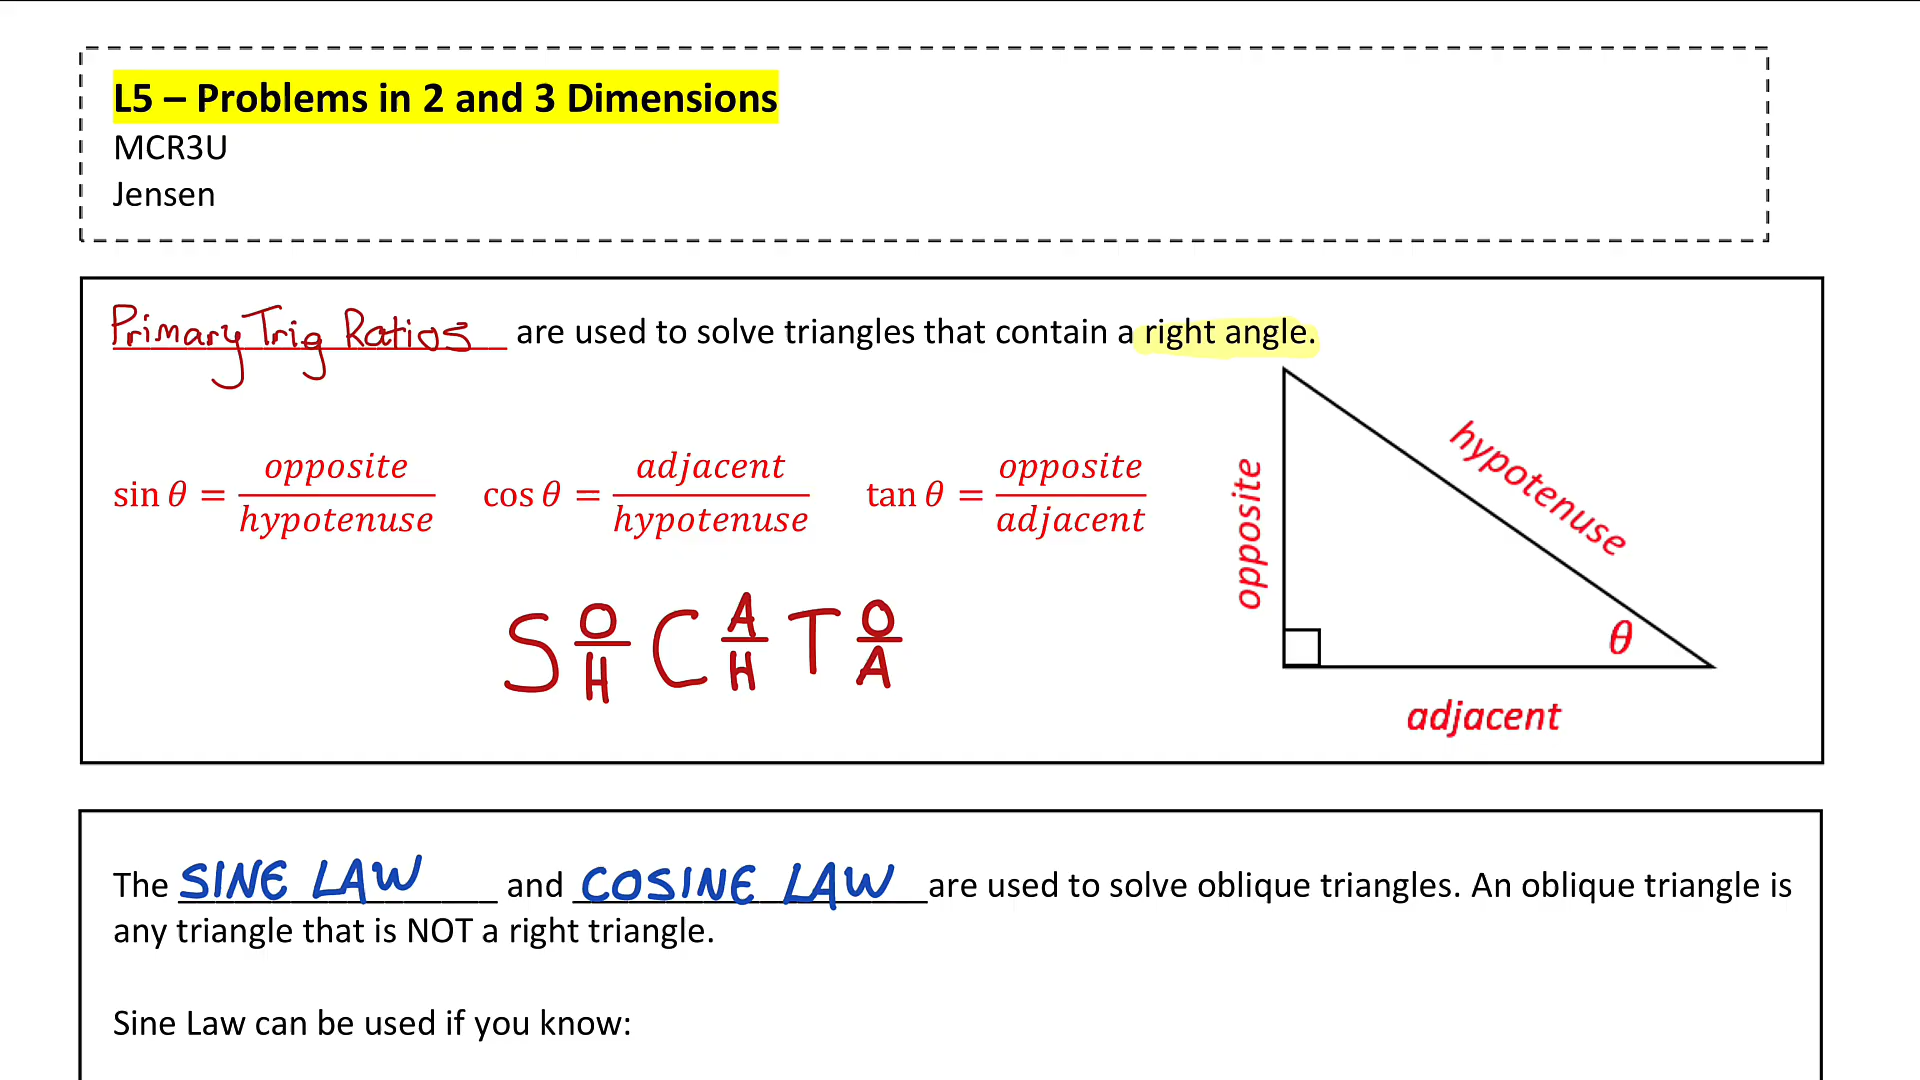 L5 – Problems in 2 and 3 Dimensions
MCR3U
Jensen
Primary Trig Ratios are used to solve triangles that contain a right angle.
sin θ = opposite/hypotenuse cos θ = adjacent/hypotenuse tan θ = opposite/adjacent
S O/H C A/H T O/A
opposite
hypotenuse
θ
adjacent
The SINE LAW and COSINE LAW are used to solve oblique triangles. An oblique triangle is
any triangle that is NOT a right triangle.
Sine Law can be used if you know: